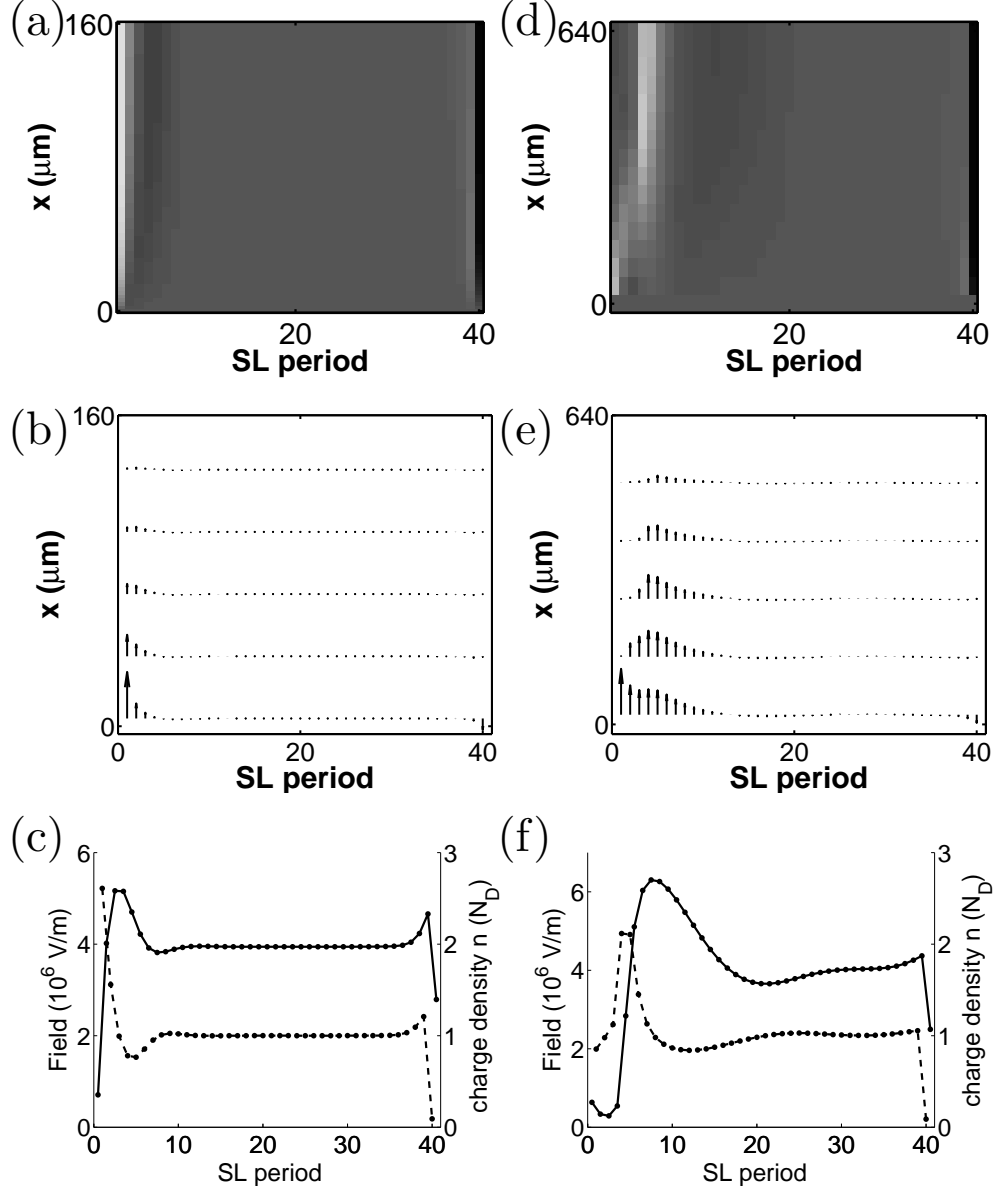 (a)
160
x (μm)
0
20
40
SL period
(d)
640
x (μm)
0
20
40
SL period
(b)
160
x (μm)
0
0
20
40
SL period
(e)
640
x (μm)
0
0
20
40
SL period
(c)
6
4
2
0
Field (10^6 V/m)
3
2
1
0
charge density n (N_D)
0
10
20
30
40
SL period
(f)
6
4
2
0
Field (10^6 V/m)
3
2
1
0
charge density n (N_D)
0
10
20
30
40
SL period